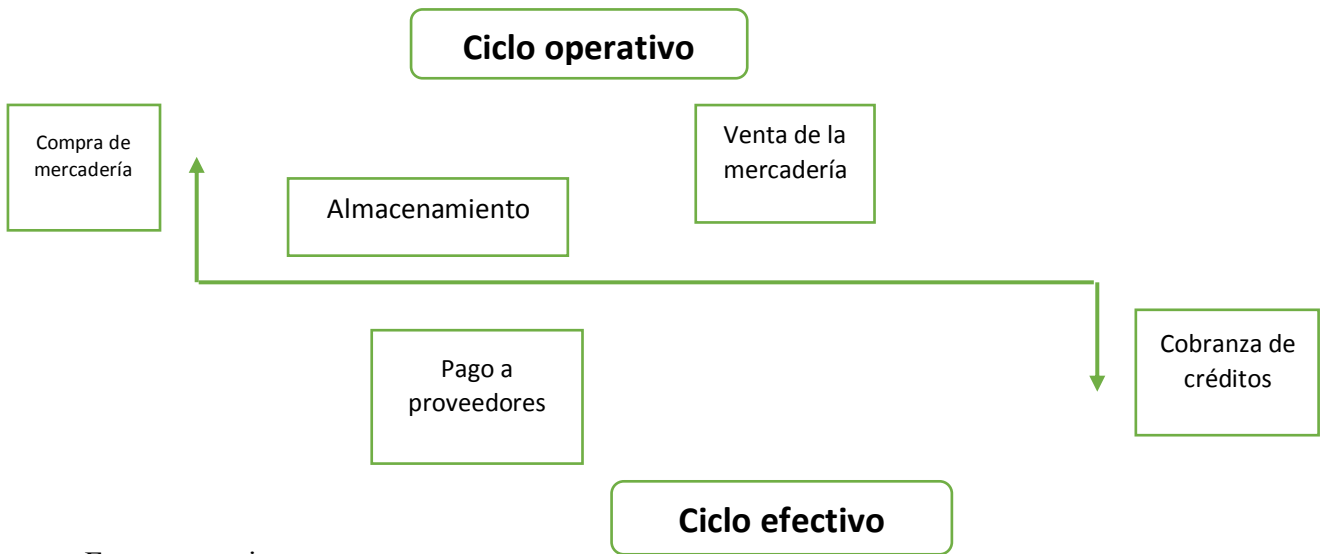 Ciclo operativo
Compra de
mercadería
Venta de la
mercadería
Almacenamiento
Pago a
proveedores
Cobranza de
créditos
Ciclo efectivo